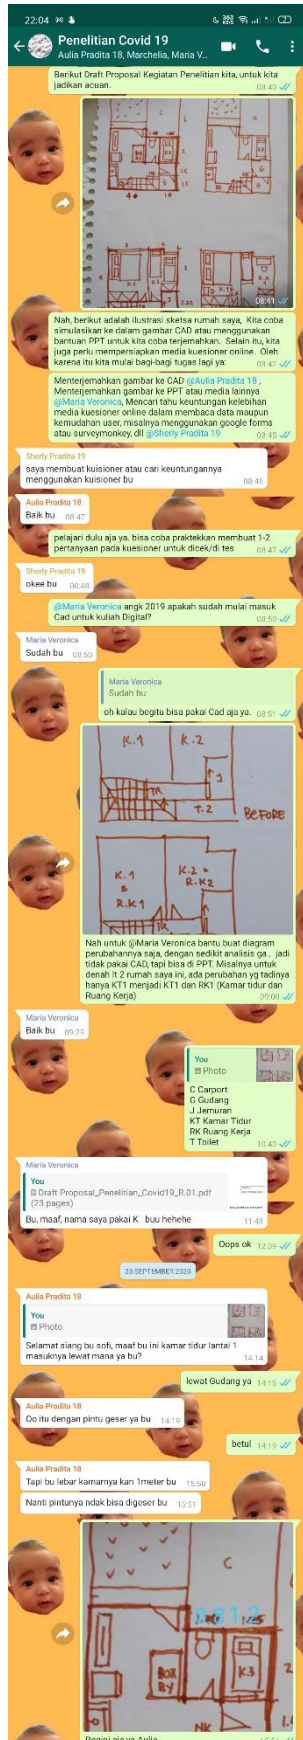 22:04
Penelitian Covid 19
Aulia Pradita 18, Marchelia, Maria V...
Berikut Draft Proposal Kegiatan Penelitian kita, untuk kita
jadikan acuan.
08:40
C
C
K.3
G
G
K.1
K.2
08:41
Nah, berikut adalah ilustrasi sketsa rumah saya, Kita coba
simulasikan ke dalam gambar CAD atau menggunakan
bantuan PPT untuk kita coba terjemahkan. Selain itu, kita
juga perlu mempersiapkan media kuesioner online. Oleh
karena itu kita mulai bagi-bagi tugas lagi ya:
08:42
Menterjemahkan gambar ke CAD @Aulia Pradita 18 ,
Menterjemahkan gambar ke PPT atau media lainnya
@Maria Veronica, Mencari tahu keuntungan kelebihan
media kuesioner online dalam membaca data maupun
kemudahan user, misalnya menggunakan google forms
atau surveymonkey, dll @Sherly Pradita 19
08:45
Sherly Pradita 19
saya membuat kuisioner atau cari keuntungannya
menggunakan kuisioner bu
08:46
Aulia Pradita 18
Baik bu 08:47
pelajari dulu aja ya. bisa coba praktekkan membuat 1-2
pertanyaan pada kuesioner untuk dicek/di tes
08:47
Sherly Pradita 19
okee bu 08:48
@Maria Veronica angk 2019 apakah sudah mulai masuk
Cad untuk kuliah Digital?
08:50
Maria Veronica
Sudah bu 08:50
Maria Veronica
Sudah bu
oh kalau begitu bisa pakai Cad aja ya. 08:51
K.1 K.2
TR
T.2
BEFORE
K.1
&
R.K1
K.2 &
R.K2
TR
Nah untuk @Maria Veronica bantu buat diagram
perubahannya saja, dengan sedikit analisis ga.. jadi
tidak pakai CAD, tapi bisa di PPT. Misalnya untuk
denah lt 2 rumah saya ini, ada perubahan yg tadinya
hanya KT1 menjadi KT1 dan RK1 (Kamar tidur dan
Ruang Kerja)
09:00
Maria Veronica
Baik bu 09:29
You
Photo
C Carport
G Gudang
J Jemuran
KT Kamar Tidur
RK Ruang Kerja
T Toilet
10:40
Maria Veronica
You
Draft Proposal_Penelitian_Covid19_R.01.pdf
(23 pages)
Bu, maaf, nama saya pakai K buu hehehe
11:48
Oops ok 12:09
23 SEPTEMBER 2020
Aulia Pradita 18
You
Photo
Selamat siang bu sofi, maaf bu ini kamar tidur lantai 1
masuknya lewat mana ya bu?
14:14
lewat Gudang ya 14:15
Aulia Pradita 18
Oo itu dengan pintu geser ya bu 14:19
betul 14:19
Aulia Pradita 18
Tapi bu lebar kamarnya kan 1meter bu 15:50
Nanti pintunya ndak bisa digeser bu 15:51
C
BOX
BY
K.3
Begini aja ya Aulia